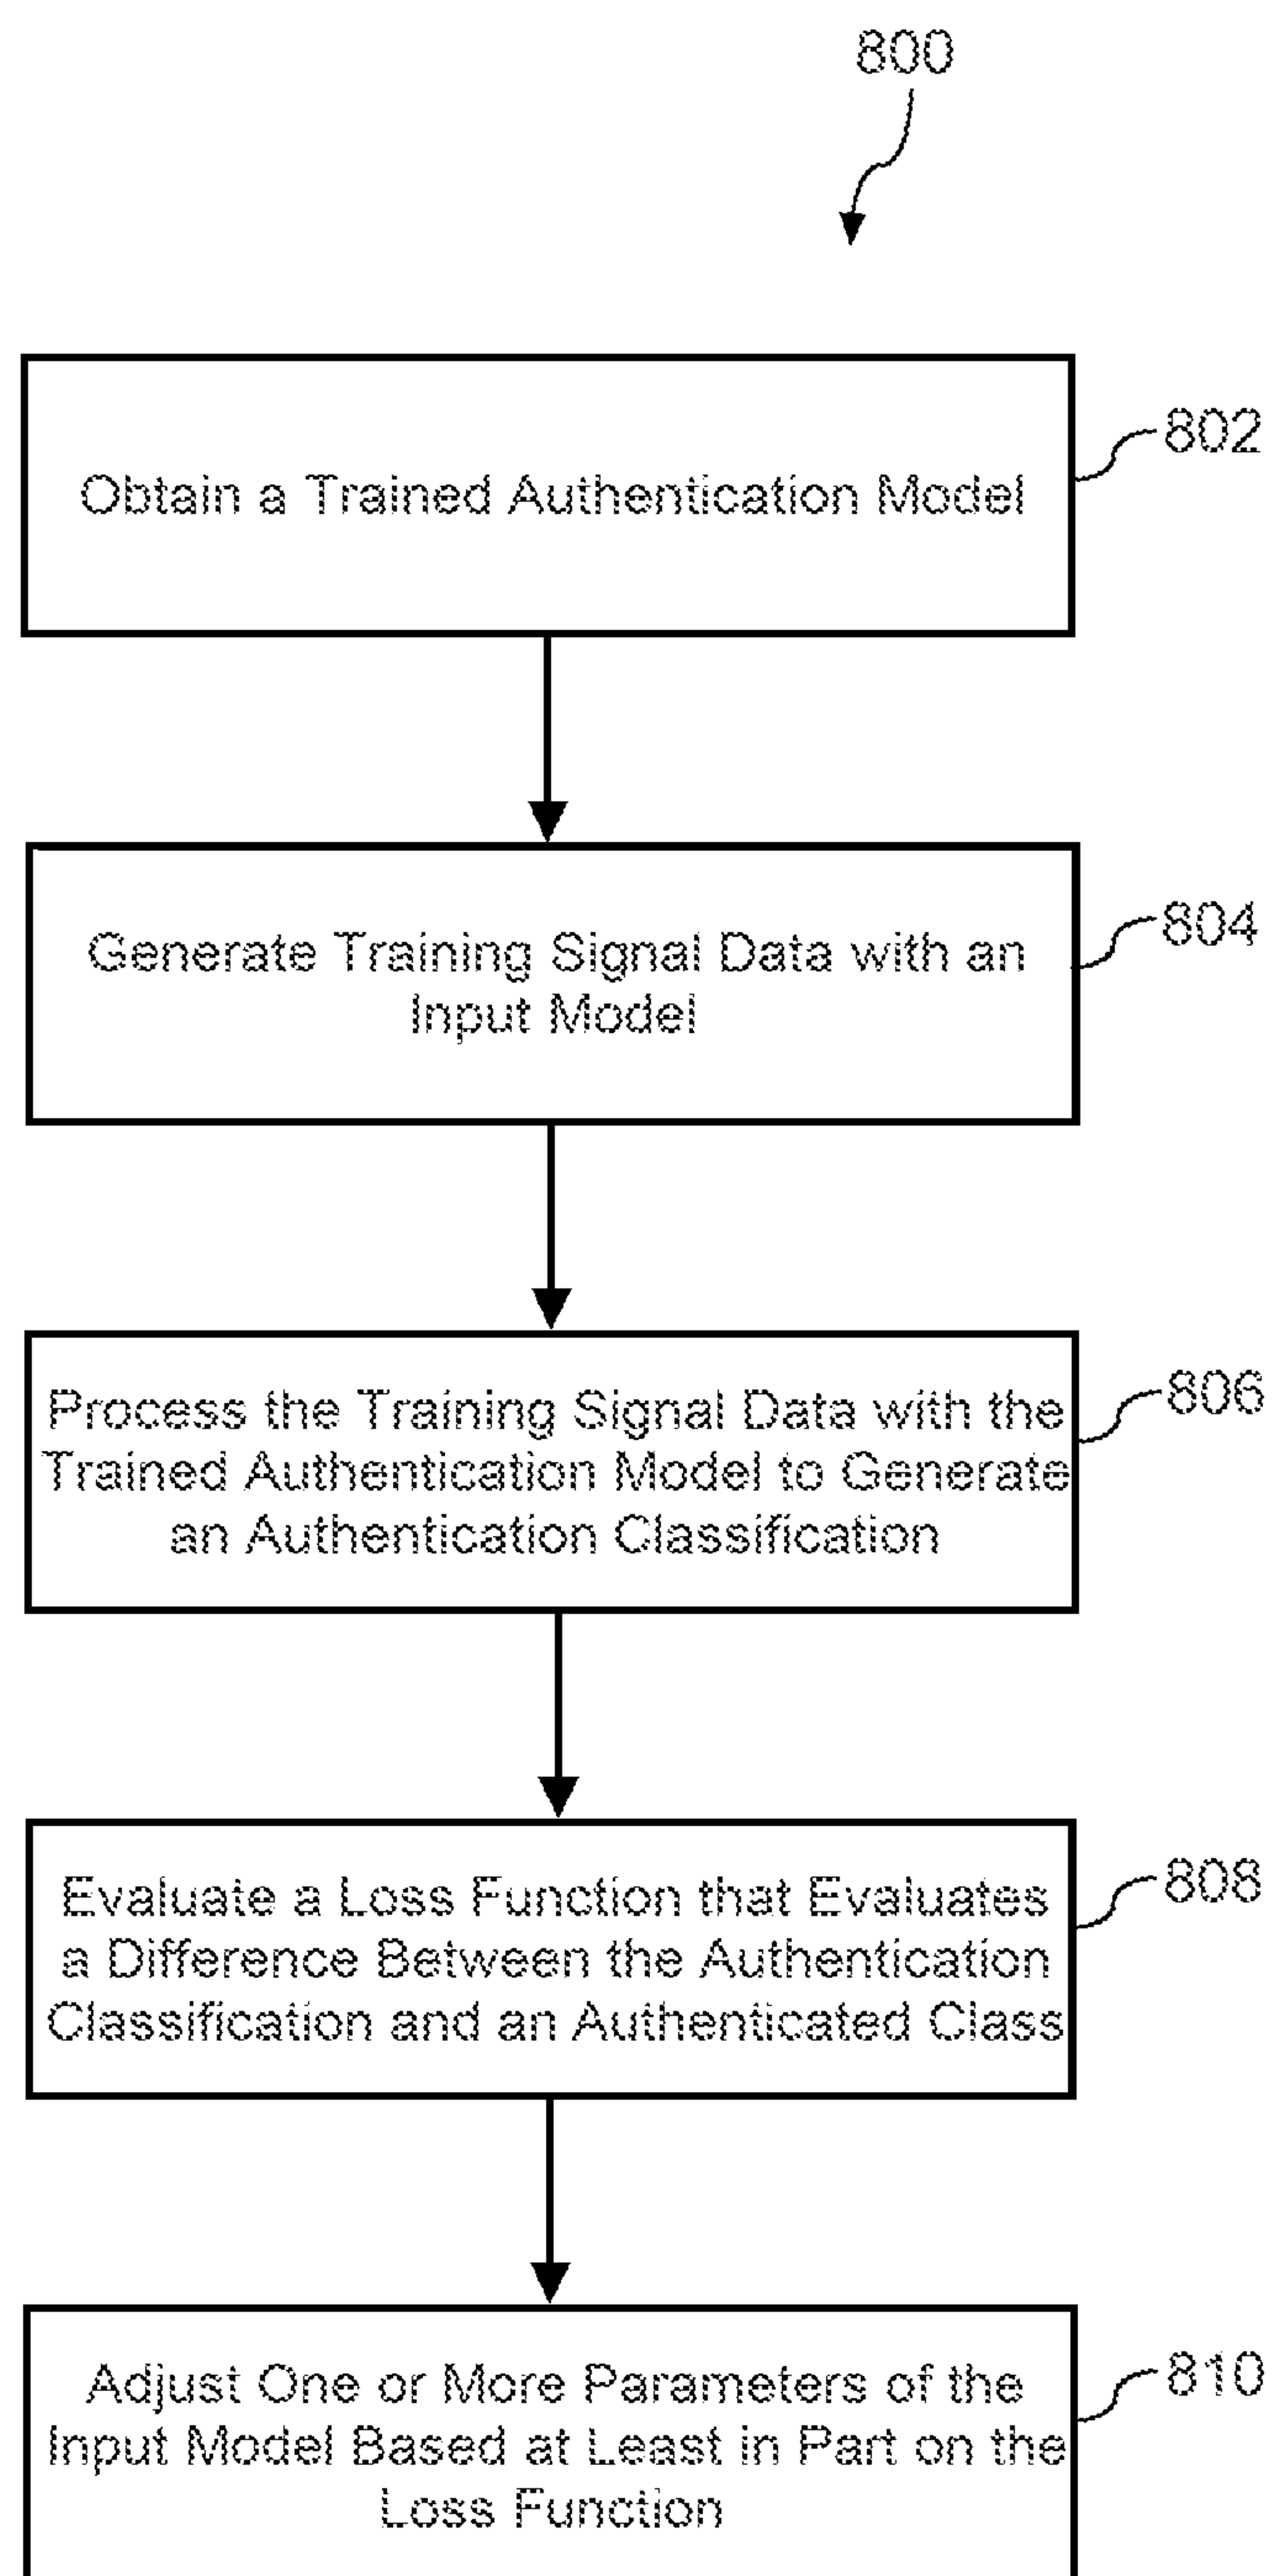 800
Obtain a Trained Authentication Model
802
Generate Training Signal Data with an
Input Model
804
Process the Training Signal Data with the
Trained Authentication Model to Generate
an Authentication Classification
806
Evaluate a Loss Function that Evaluates
a Difference Between the Authentication
Classification and an Authenticated Class
808
Adjust One or More Parameters of the
Input Model Based at Least in Part on the
Loss Function
810